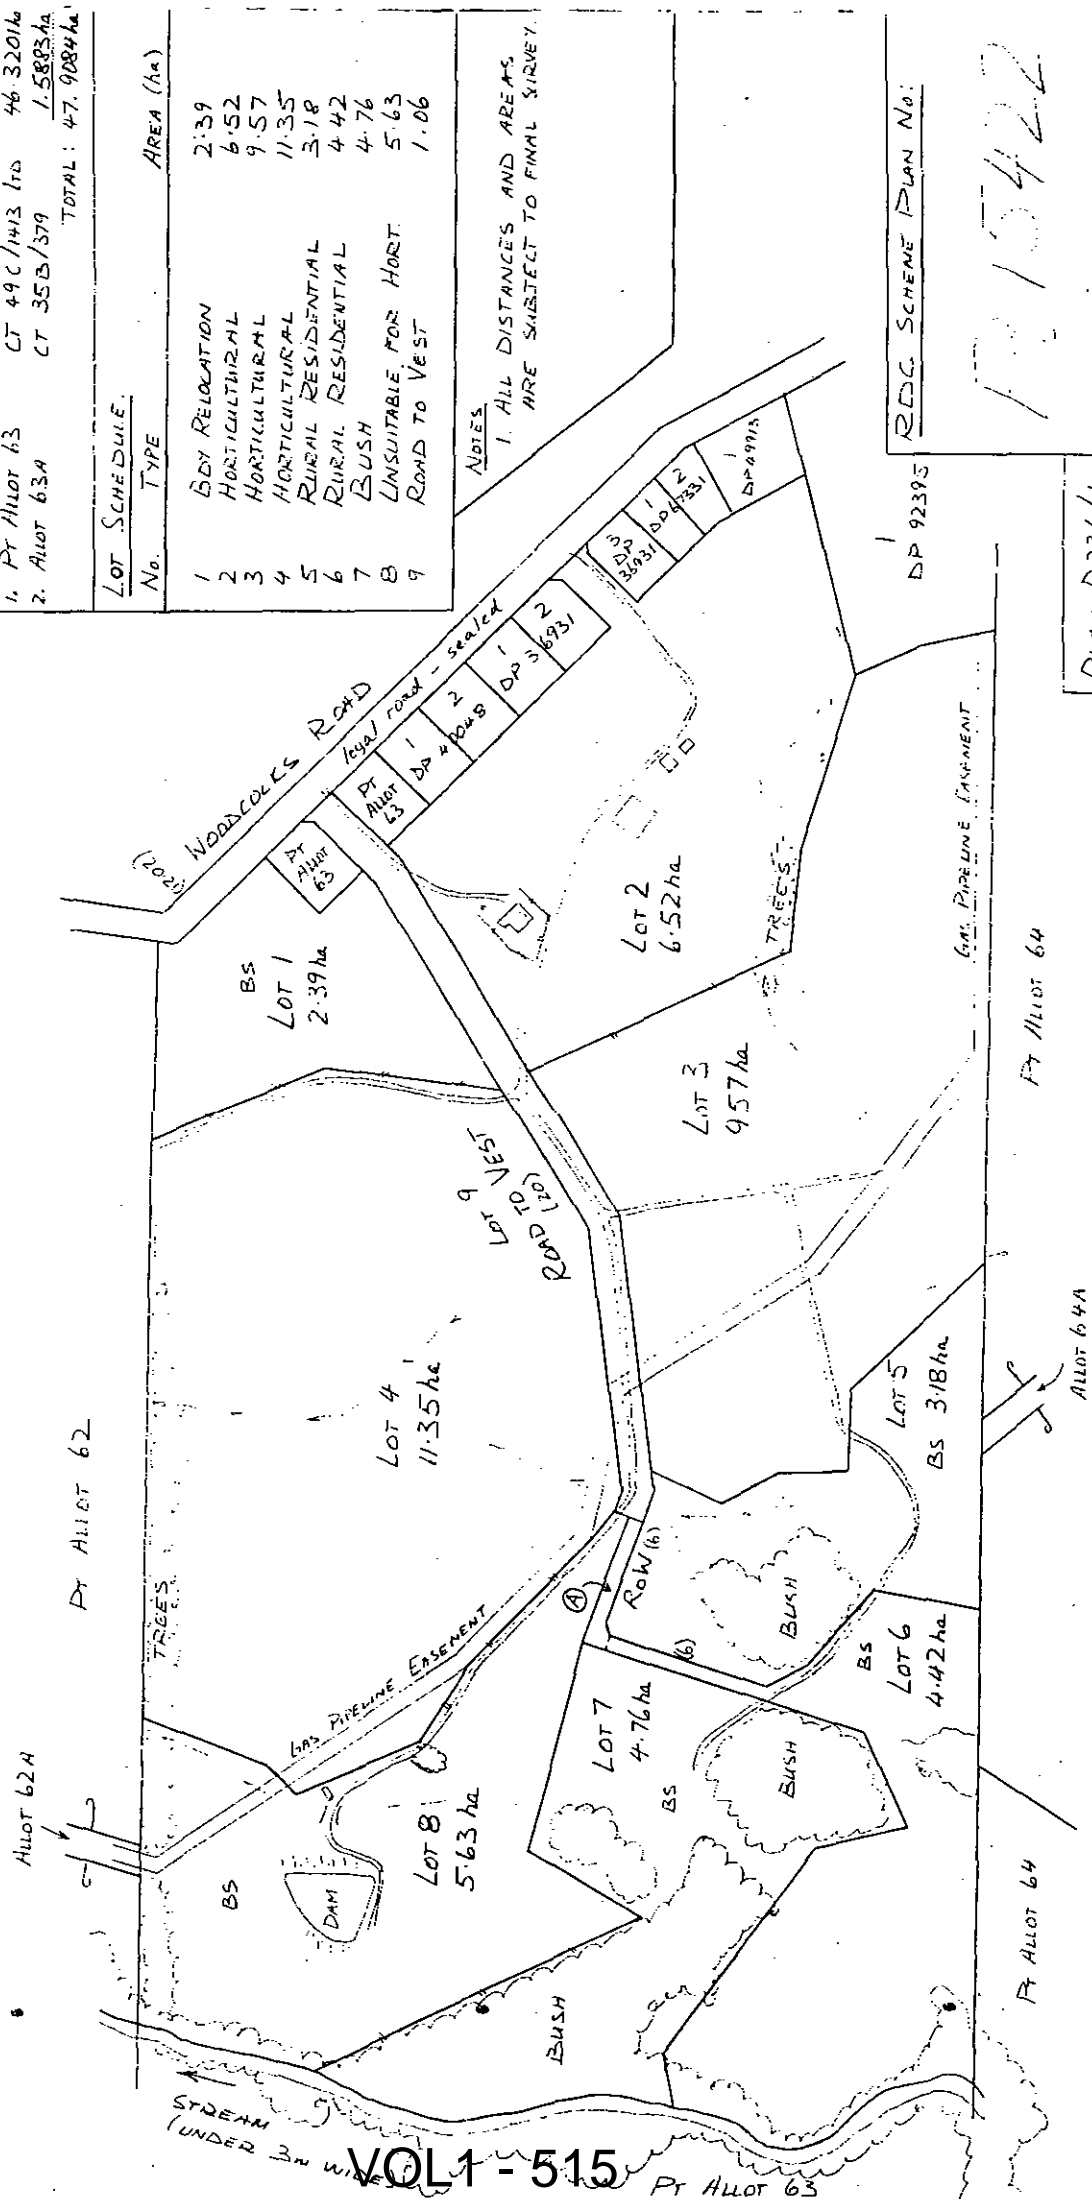 1. PT ALLOT 63 CT 49C/1413 LTD 46.3201ha
2. ALLOT 63A CT 35B/379 1.5883ha
TOTAL: 47.9084ha
LOT SCHEDULE.
No. TYPE AREA (ha)
1 BDY RELOCATION 2.39
2 HORTICULTURAL 6.52
3 HORTICULTURAL 9.57
4 HORTICULTURAL 11.35
5 RURAL RESIDENTIAL 3.18
6 RURAL RESIDENTIAL 4.42
7 BUSH 4.76
8 UNSUITABLE FOR HORT. 5.63
9 ROAD TO VEST 1.06
NOTES
1. ALL DISTANCES AND AREAS
ARE SUBJECT TO FINAL SURVEY.
RDC SCHEME PLAN No:
15422
1
DP 92395
WOODCOCKS ROAD
legal road - sealed
PT
ALLOT
63
PT
ALLOT
63
1 2
DP 40048
1 2
DP 36931
3
DP
36931
1 2
DP 67331
1
DP 49913
BS
LOT 1
2.39ha
LOT 2
6.52ha
TREES
LOT 3
9.57ha
GAS PIPELINE EASEMENT
PT ALLOT 64
LOT 9
ROAD TO VEST
(20)
PT ALLOT 62
TREES
LOT 4
11.35ha
GAS PIPELINE EASEMENT
ALLOT 62A
LOT 5
BS 3.18ha
ALLOT 64A
A
ROW (6)
(6)
BUSH
BS
LOT 6
4.42ha
LOT 7
4.76ha
BS
BUSH
LOT 8
5.63ha
BS
DAM
BUSH
PT ALLOT 64
STREAM
(UNDER 3m WIDE)
PT ALLOT 63
VOL1 - 515